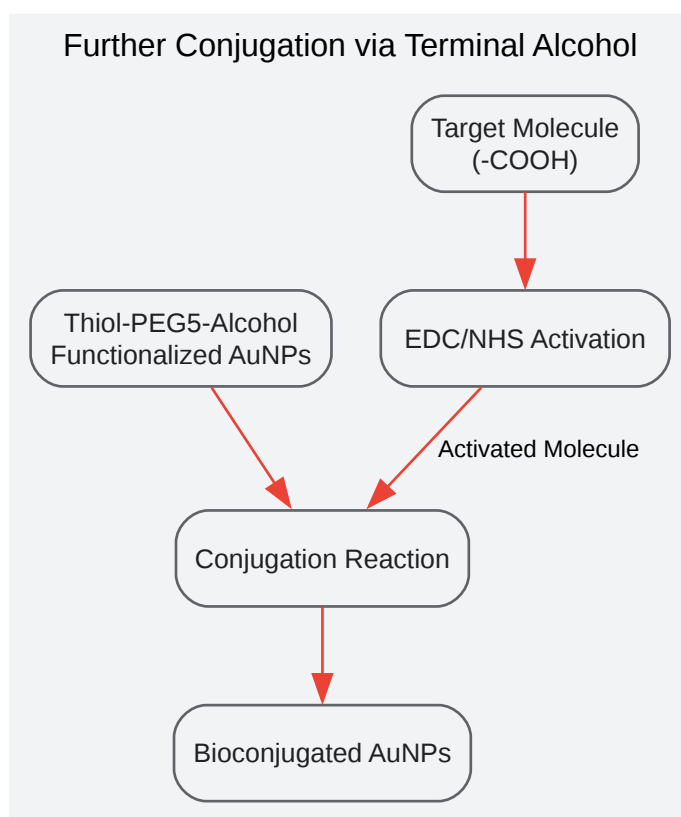 Further Conjugation via Terminal Alcohol
Target Molecule
(-COOH)
Thiol-PEG5-Alcohol
Functionalized AuNPs
EDC/NHS Activation
Activated Molecule
Conjugation Reaction
Bioconjugated AuNPs